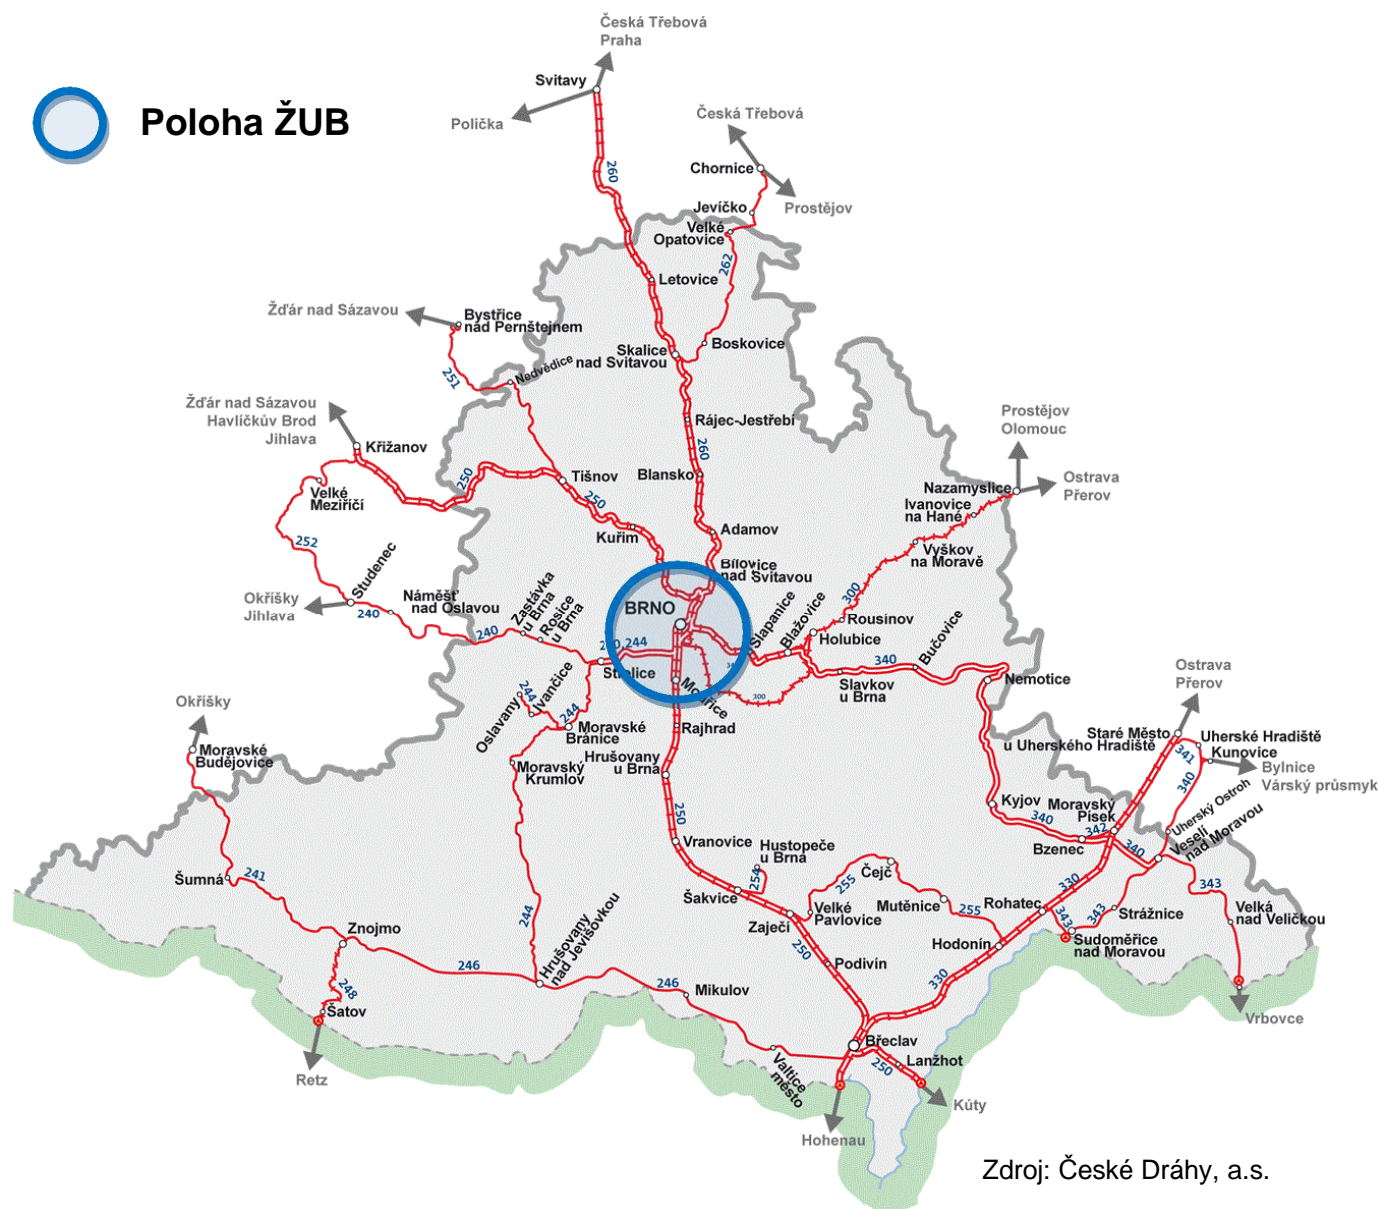 Česká Třebová
Praha
Svitavy
Poloha ŽUB
Polička
Česká Třebová
260
Chornice
Jevíčko
Prostějov
Velké
Opatovice
262
Letovice
Žďár nad Sázavou
Bystřice
nad Pernštejnem
Boskovice
Skalice
nad Svitavou
Nedvědice
251
Žďár nad Sázavou
Havlíčkův Brod
Jihlava
Rájec-Jestřebí
260
Prostějov
Olomouc
Křižanov
250
Tišnov
Blansko
Ostrava
Přerov
Velké
Meziříčí
250
Nazamyslice
Ivanovice
na Hané
Kuřim
Adamov
252
Studenec
Vyškov
na Moravě
Bílovice
nad Svitavou
300
Okříšky
Jihlava
240
Náměšť
nad Oslavou
240
Zastávka
u Brna
Rosice
u Brna
BRNO
Šlapanice
Blažovice
Rousínov
Holubice
Bučovice
340
244
Střelice
300
Slavkov
u Brna
Nemotice
Ostrava
Přerov
Okříšky
Oslavany
244
Ivančice
244
Modřice
Moravské
Bránice
Rajhrad
Moravské
Budějovice
Moravský
Krumlov
Hrušovany
u Brna
Staré Město
u Uherského Hradiště
Uherské Hradiště
Kunovice
341
Bylnice
Várský průsmyk
340
250
Kyjov
340
Moravský
Písek
342
Uherský Ostroh
Veselí
nad Moravou
Bzenec
340
Vranovice
Hustopeče
u Brna
254
Šumná
241
Šakvice
255
Čejč
330
343
Zaječí
Velké
Pavlovice
Mutěnice
255
Rohatec
343
343
Strážnice
Velká
nad Veličkou
244
Znojmo
Hrušovany
nad Jevišovkou
Hodonín
Sudoměřice
nad Moravou
250
Podivín
246
246
Mikulov
330
248
Šatov
Vrbovce
Břeclav
Lanžhot
250
Valtice
město
Retz
Kúty
Hohenau
Zdroj: České Dráhy, a.s.